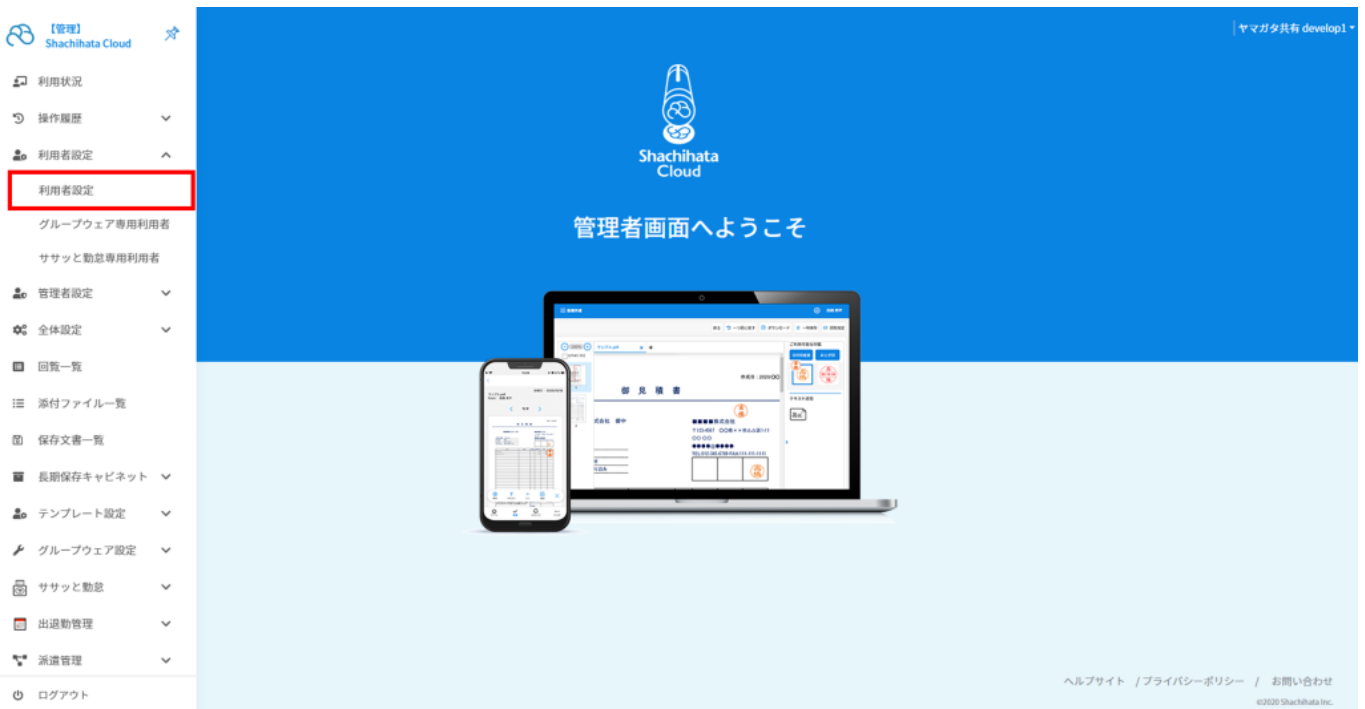 【管理】
Shachihata Cloud
利用状況
操作履歴
利用者設定
利用者設定
グループウェア専用利用者
ササッと勤怠専用利用者
管理者設定
全体設定
回覧一覧
添付ファイル一覧
保存文書一覧
長期保存キャビネット
テンプレート設定
グループウェア設定
ササッと勤怠
出退勤管理
派遣管理
ログアウト
ヤマガタ共有 develop1
Shachihata
Cloud
管理者画面へようこそ
サンプル.pdf
御見積書
ヘルプサイト / プライバシーポリシー / お問い合わせ
©2020 Shachihata Inc.